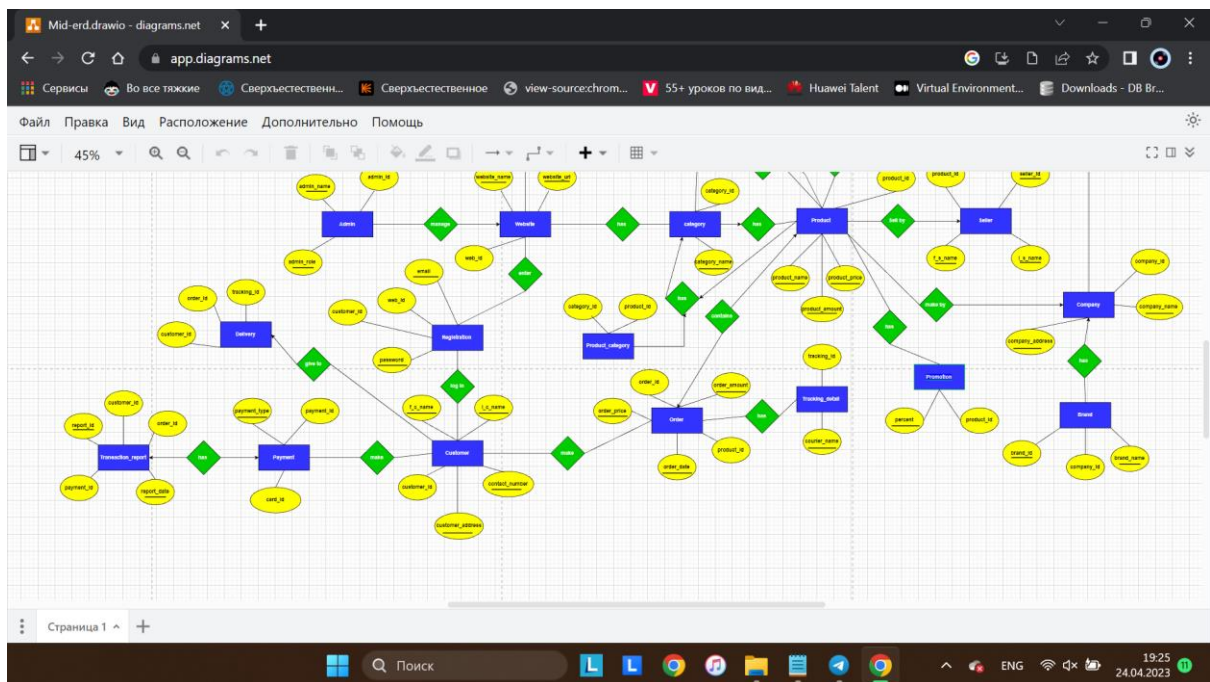 Mid-erd.drawio - diagrams.net
app.diagrams.net
Сервисы Во все тяжкие Сверхъестественн... Сверхъестественное view-source:chrom... 55+ уроков по вид... Huawei Talent Virtual Environment... Downloads - DB Br...
Файл Правка Вид Расположение Дополнительно Помощь
45%
admin_name admin_id website_name website_url category_id product_id product_id seller_id
Admin manage Website has category has Product Sell by Seller
admin_role web_id enter category_name product_name product_price f_s_name l_s_name company_id
email
order_id tracking_id web_id category_id product_id has product_amount make by Company company_name
customer_id customer_id contains has
Delivery Registration Product_category company_address
password tracking_id has
give to log in order_id order_amount Promotion
customer_id f_c_name l_c_name order_price Tracking_detail
report_id order_id payment_type payment_id Order has percent product_id Brand
Transaction_report has Payment make Customer make courier_name
product_id brand_id brand_name
payment_id report_date card_id customer_id contact_number order_date company_id
customer_address
Страница 1
Поиск
ENG
19:25
24.04.2023
11